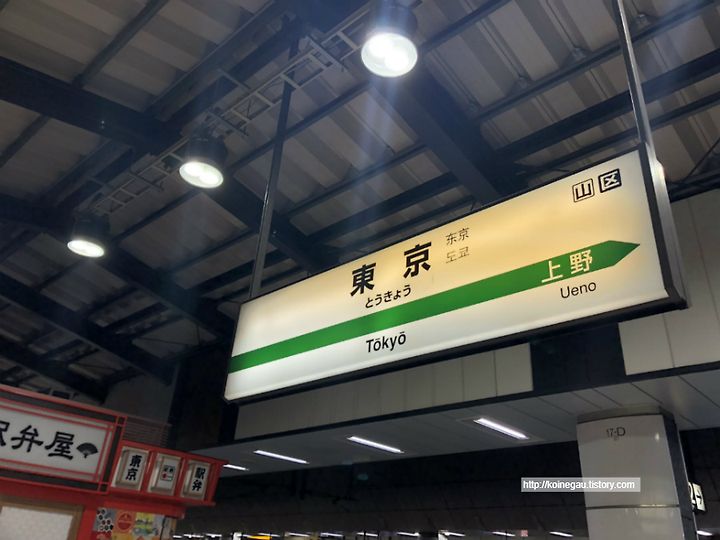 山 区
東京
东京
도쿄
とうきょう
上野
Ueno
Tōkyō
17-D
駅弁屋
東京
駅弁
http://koinegau.tistory.com